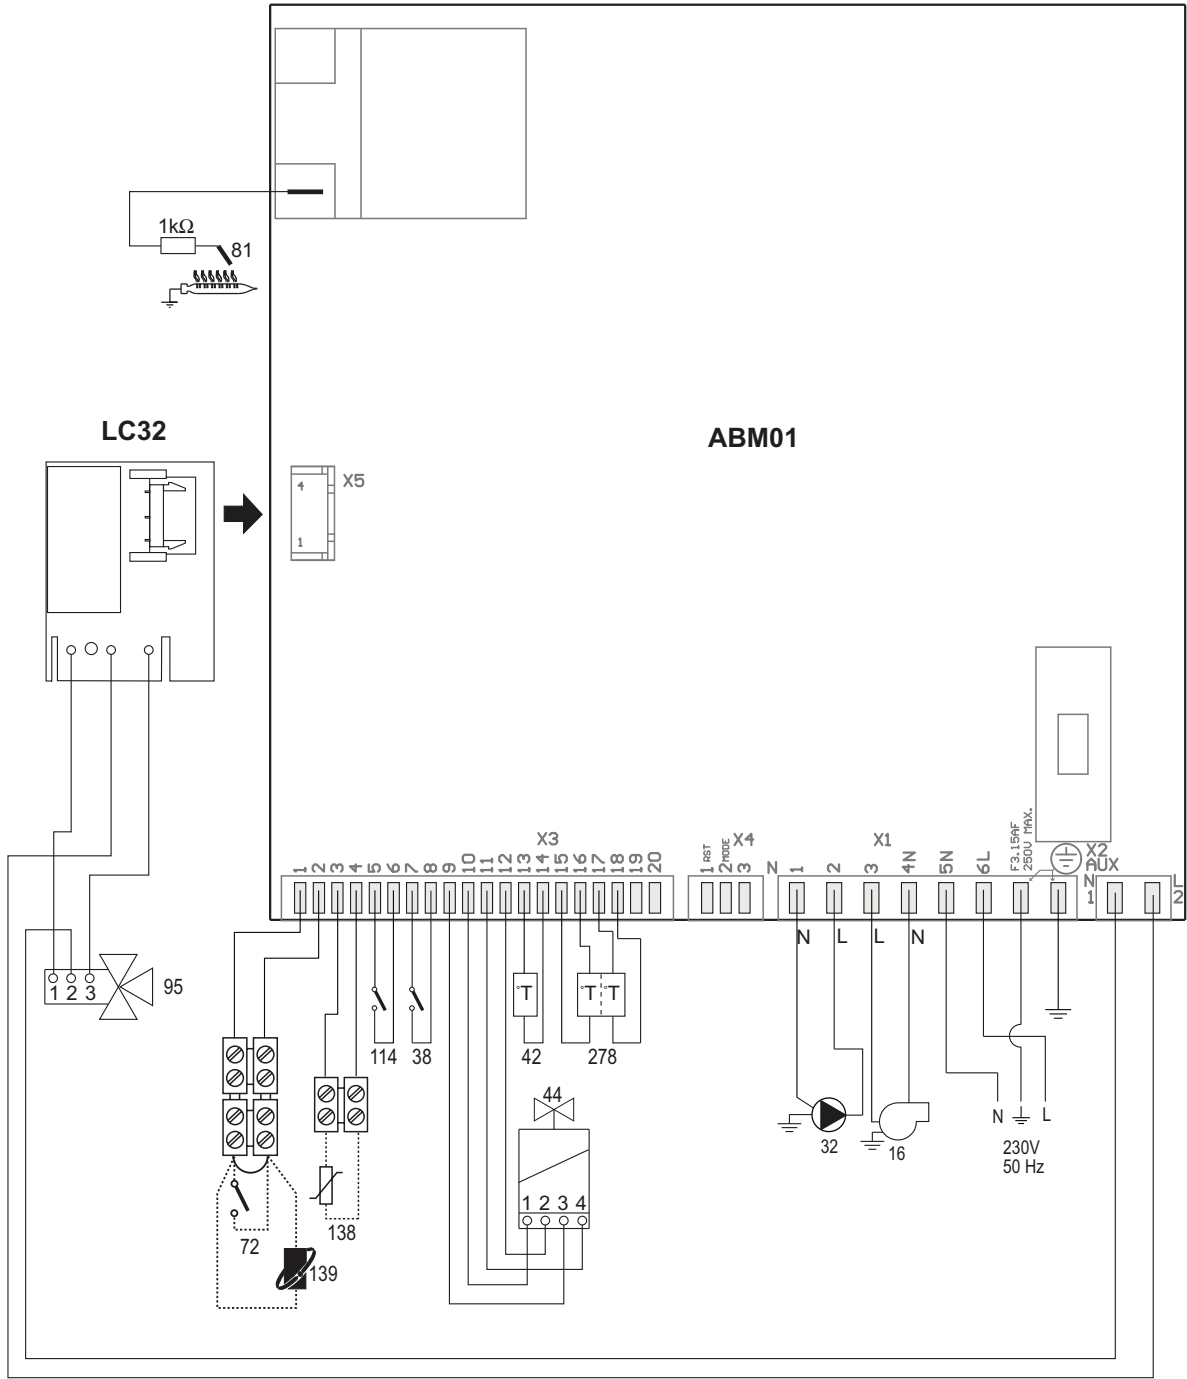 1kΩ
81
LC32
ABM01
X5
4
1
F3.15AF
250V MAX.
X3
X4
X1
X2
AUX
1 2 3 4 5 6 7 8 9 10 11 12 13 14 15 16 17 18 19 20
1 RST
2 MODE
3
N
1 2 3 4N 5N 6L
N
1
L
2
N L L N
1 2 3
95
°T
°T °T
114
38
42
278
44
1 2 3 4
32
16
N
L
230V
50 Hz
72
138
139